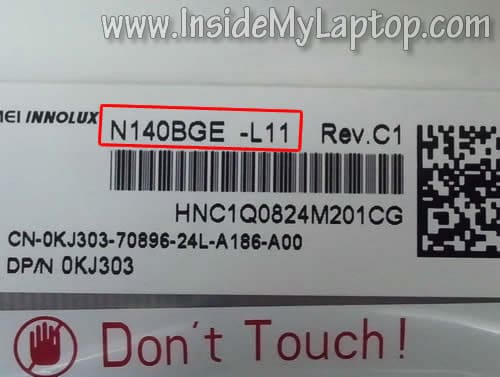 www.InsideMyLaptop.com
MEI INNOLUX N140BGE -L11 Rev.C1
HNC1Q0824M201CG
CN-0KJ303-70896-24L-A186-A00
DP/N 0KJ303
Don't Touch!